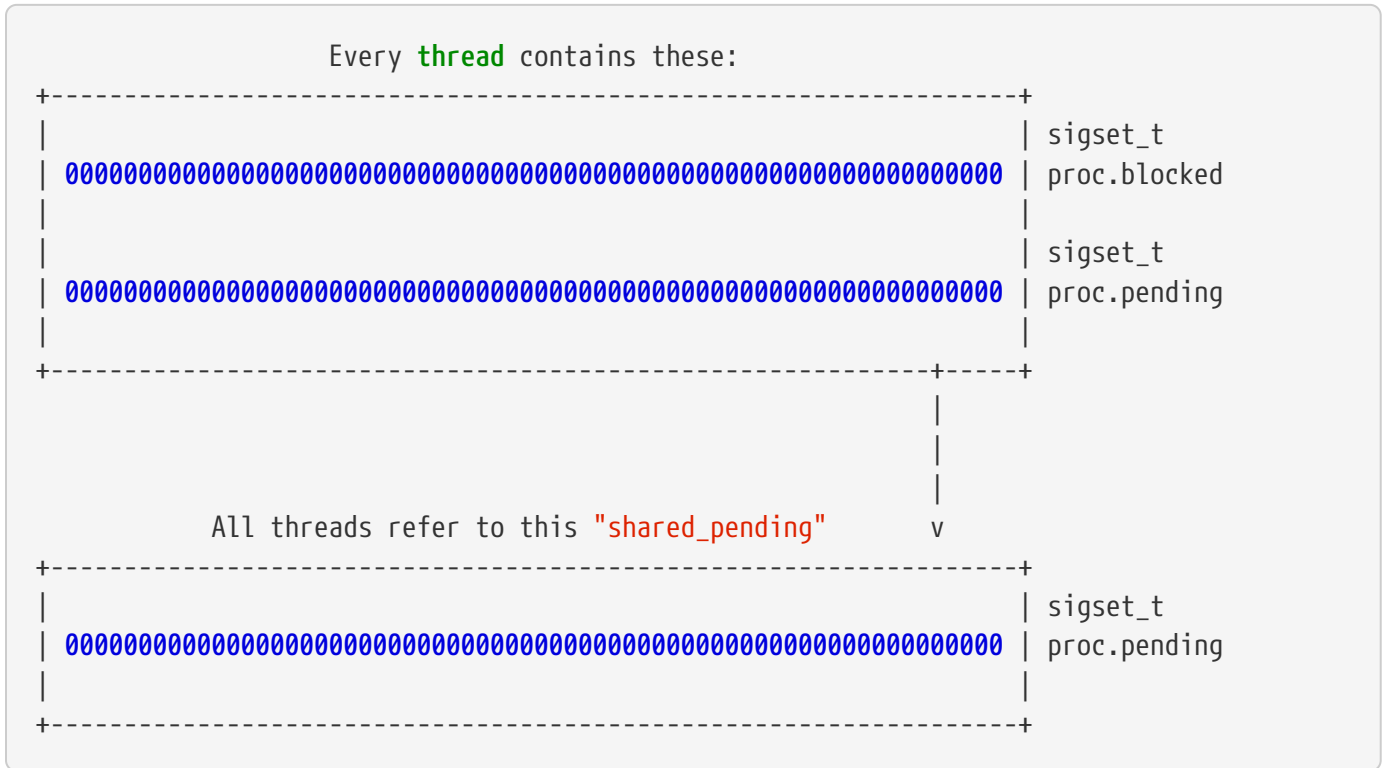 Every thread contains these:
+---------------------------------------------------------------+
| | sigset_t
| 0000000000000000000000000000000000000000000000000000000000000000 | proc.blocked
| |
| | sigset_t
| 0000000000000000000000000000000000000000000000000000000000000000 | proc.pending
| |
+---------------------------------------------------------+-----+
|
|
|
All threads refer to this "shared_pending" v
+---------------------------------------------------------------+
| | sigset_t
| 0000000000000000000000000000000000000000000000000000000000000000 | proc.pending
| |
+---------------------------------------------------------------+